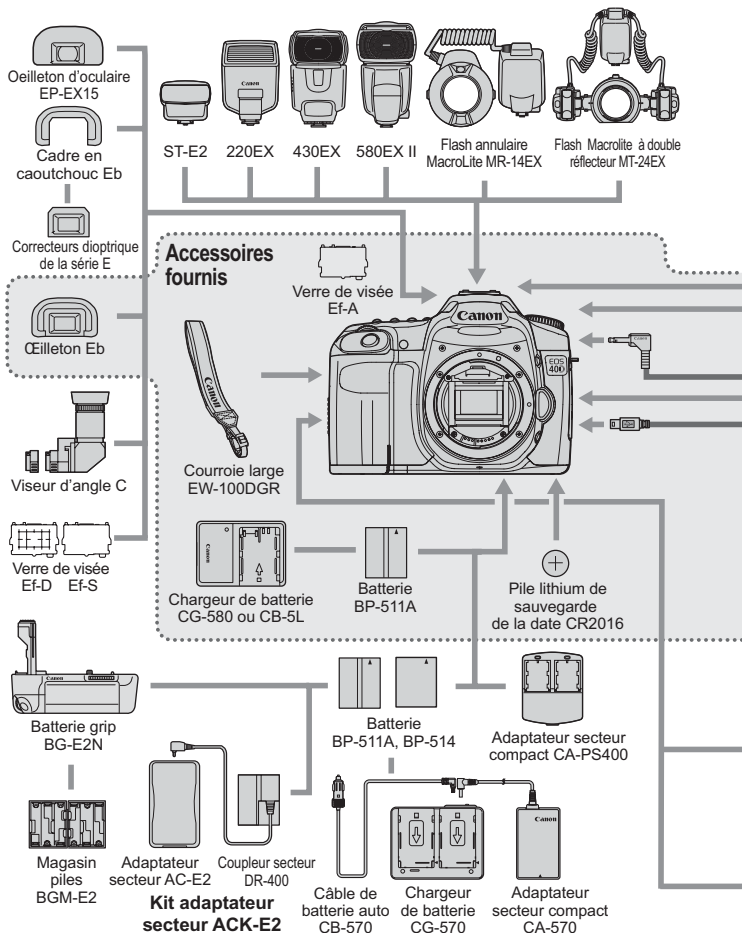 Oeilleton d'oculaire
EP-EX15
Cadre en
caoutchouc Eb
Correcteurs dioptrique
de la série E
Œilleton Eb
Viseur d'angle C
Verre de visée
Ef-D Ef-S
Canon
ST-E2 220EX 430EX 580EX II
Flash annulaire
MacroLite MR-14EX
Flash Macrolite à double
réflecteur MT-24EX
Accessoires
fournis
Verre de visée
Ef-A
Canon
EOS
40D
Canon
Courroie large
EW-100DGR
Canon
Chargeur de batterie
CG-580 ou CB-5L
Batterie
BP-511A
Pile lithium de
sauvegarde
de la date CR2016
Canon
Batterie grip
BG-E2N
Batterie
BP-511A, BP-514
Adaptateur secteur
compact CA-PS400
Magasin
piles
BGM-E2
Adaptateur
secteur AC-E2
Coupleur secteur
DR-400
Kit adaptateur
secteur ACK-E2
Câble de
batterie auto
CB-570
Chargeur
de batterie
CG-570
Canon
Adaptateur
secteur compact
CA-570